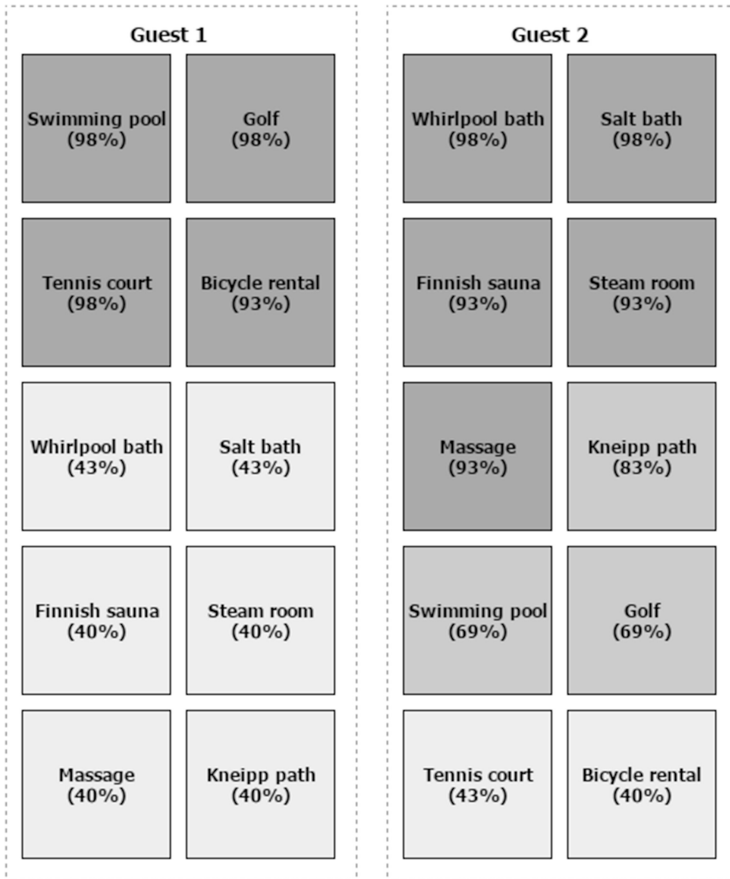 Guest 1
Swimming pool
(98%)
Golf
(98%)
Tennis court
(98%)
Bicycle rental
(93%)
Whirlpool bath
(43%)
Salt bath
(43%)
Finnish sauna
(40%)
Steam room
(40%)
Massage
(40%)
Kneipp path
(40%)
Guest 2
Whirlpool bath
(98%)
Salt bath
(98%)
Finnish sauna
(93%)
Steam room
(93%)
Massage
(93%)
Kneipp path
(83%)
Swimming pool
(69%)
Golf
(69%)
Tennis court
(43%)
Bicycle rental
(40%)